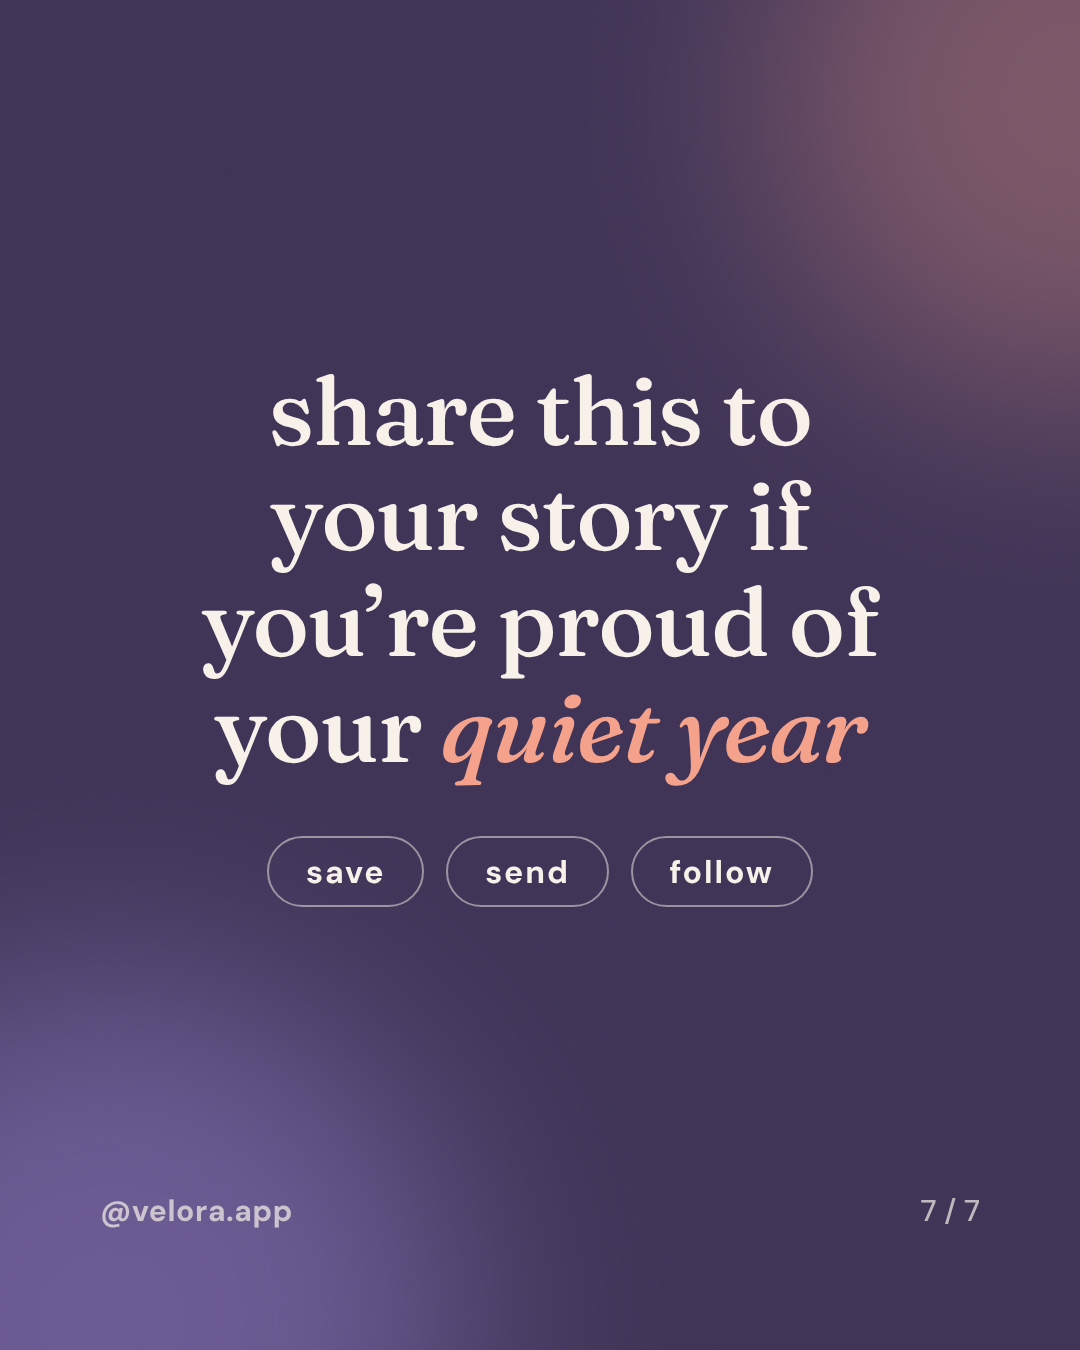 share this to
your story if
you’re proud of
your quiet year
save send follow
@velora.app 7 / 7